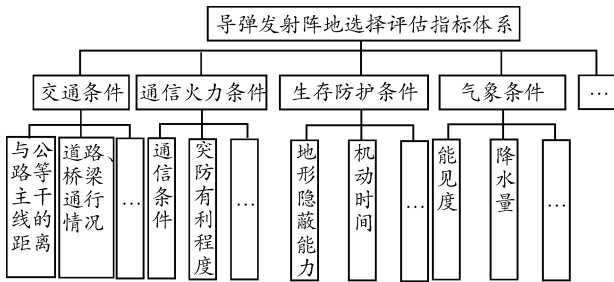 导弹发射阵地选择评估指标体系
交通条件
通信火力条件
生存防护条件
气象条件
…
与公
路等
主干
线的
距离
道路、
桥梁
通行
情况
…
通信条件
突防有利程度
…
地形隐蔽能力
机动时间
…
能见度
降水量
…